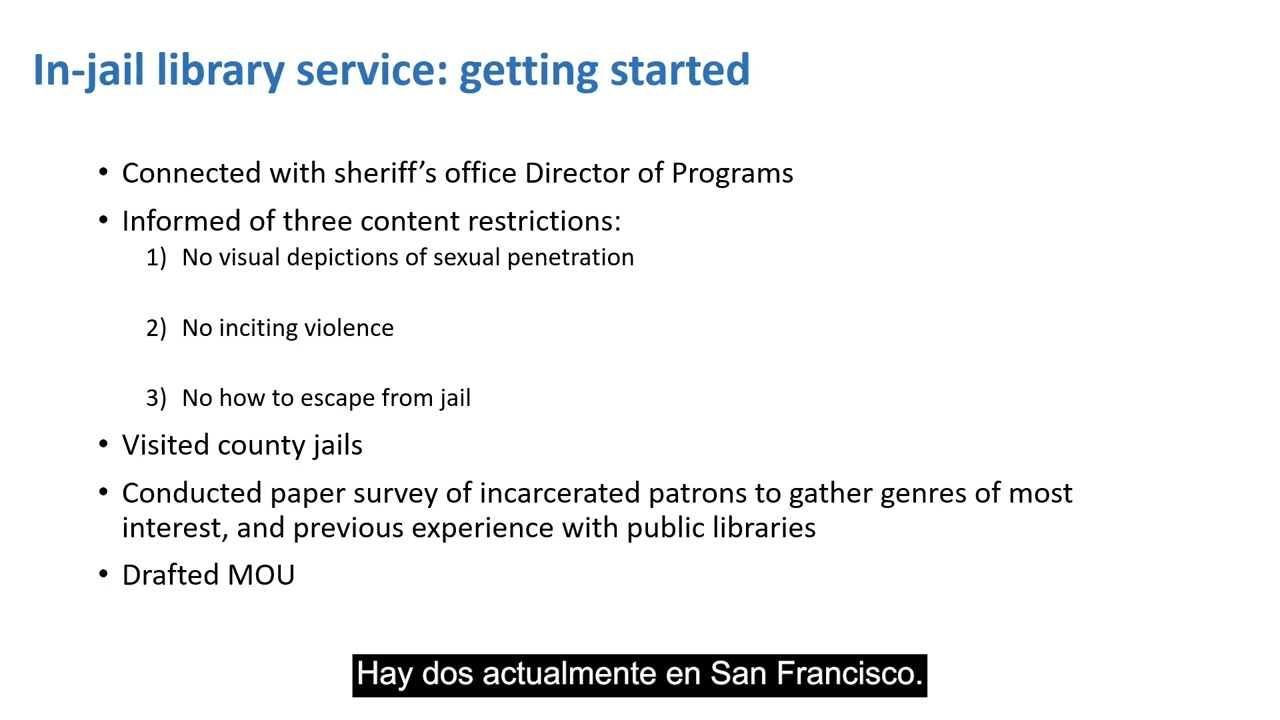 In-jail library service: getting started
• Connected with sheriff’s office Director of Programs
• Informed of three content restrictions:
1) No visual depictions of sexual penetration
2) No inciting violence
3) No how to escape from jail
• Visited county jails
• Conducted paper survey of incarcerated patrons to gather genres of most
interest, and previous experience with public libraries
• Drafted MOU
Hay dos actualmente en San Francisco.